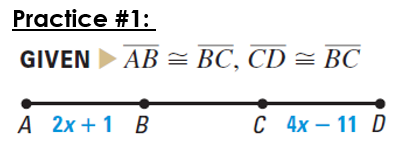 Practice #1:
GIVEN ▶ AB ≅ BC, CD ≅ BC
A 2x + 1 B C 4x – 11 D